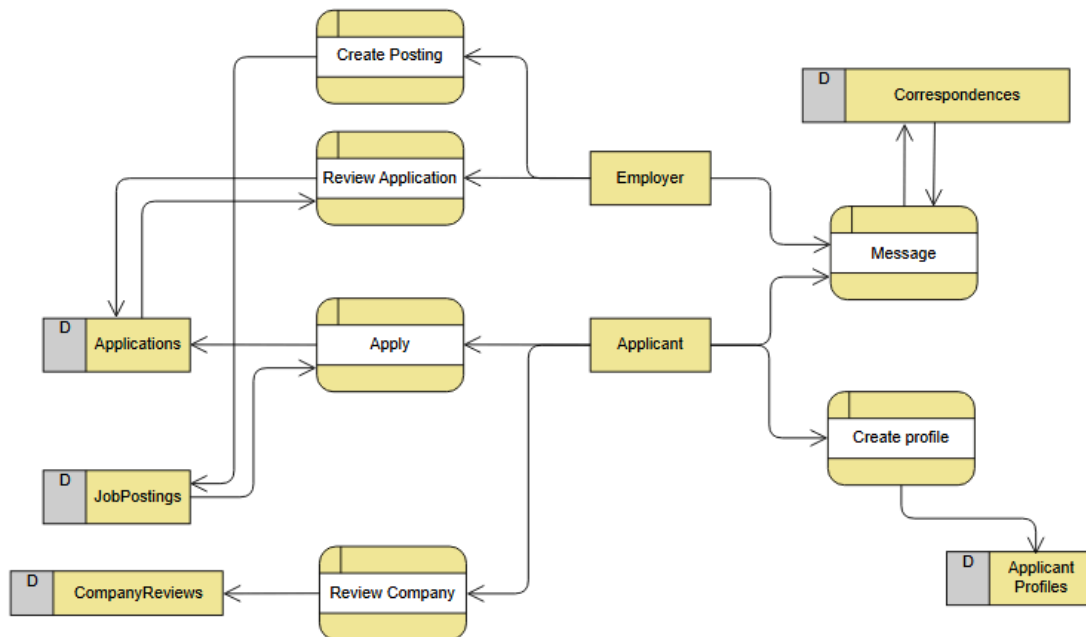 Create Posting
D
Correspondences
Review Application
Employer
Message
D
Applications
Apply
Applicant
Create profile
D
JobPostings
D
CompanyReviews
Review Company
D
Applicant
Profiles